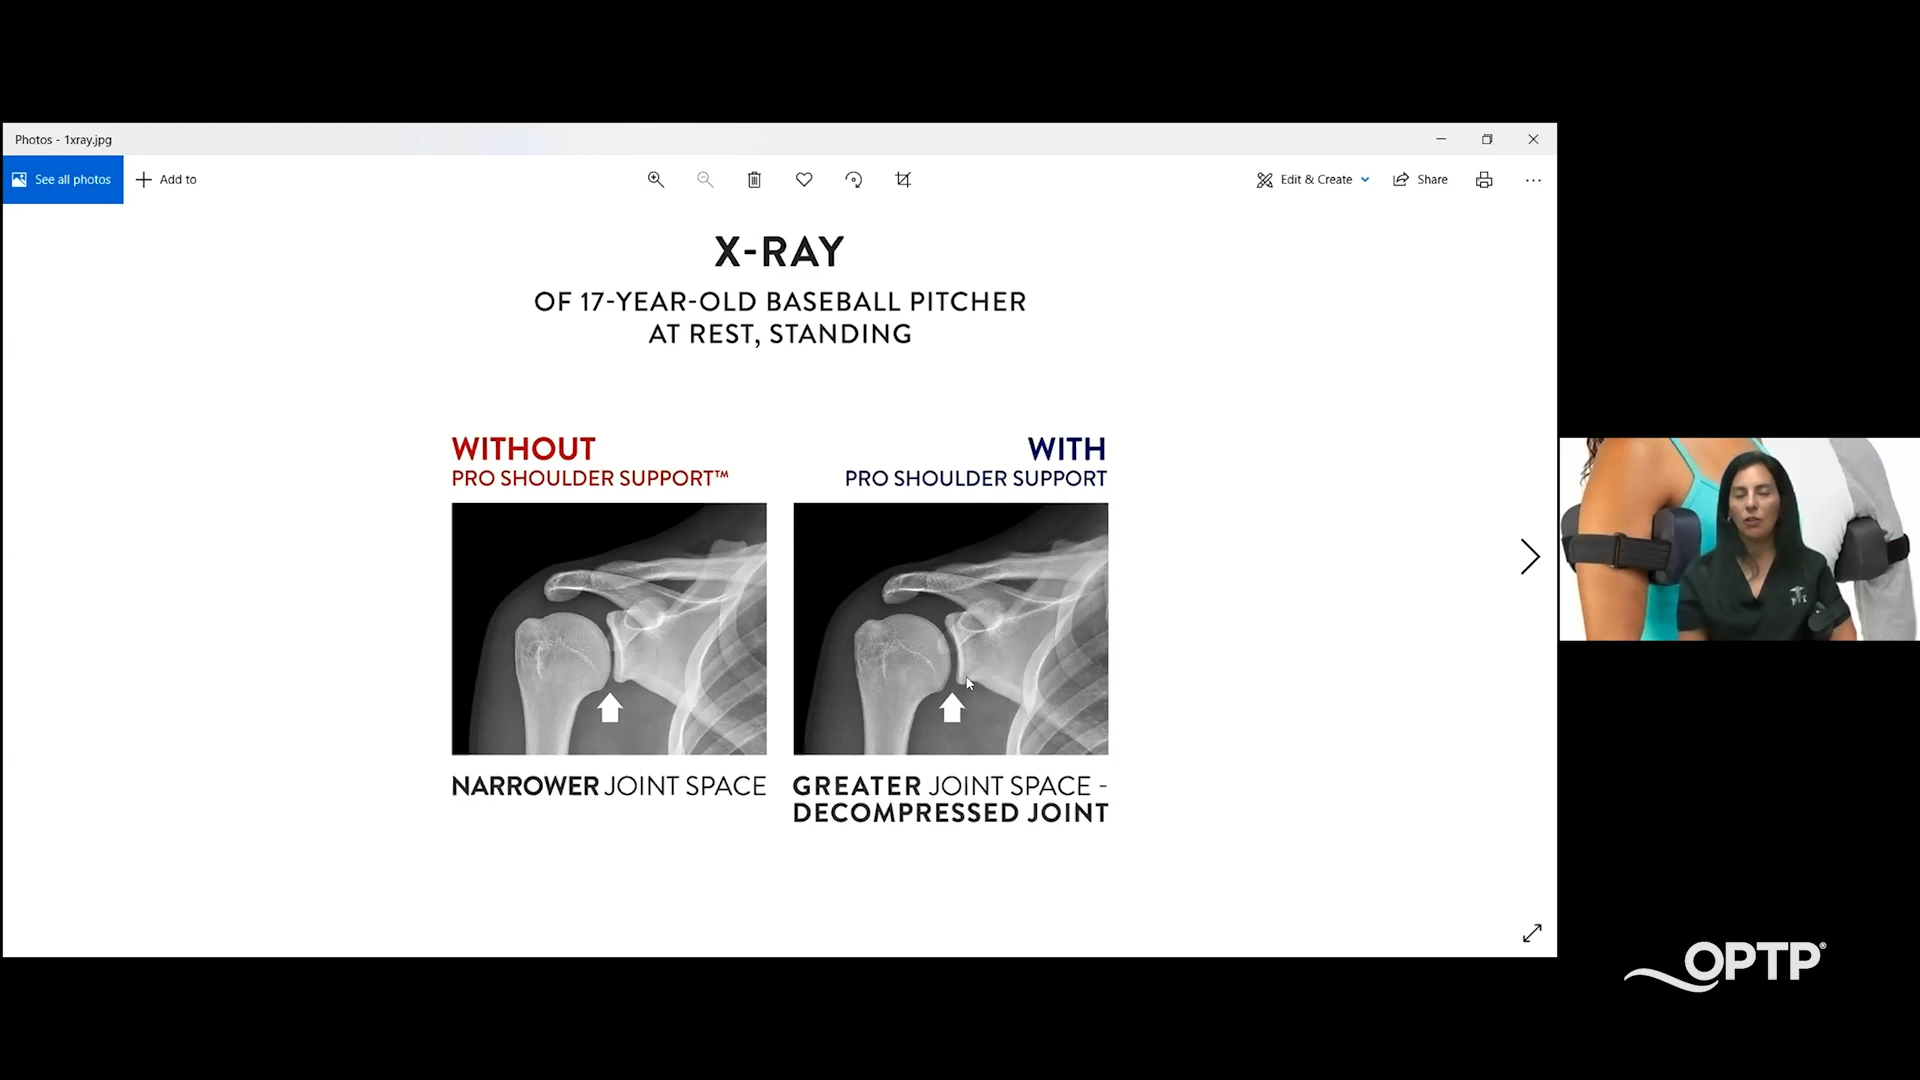 Photos - 1xray.jpg
See all photos
Add to
Edit & Create
Share
X-RAY
OF 17-YEAR-OLD BASEBALL PITCHER
AT REST, STANDING
WITHOUT
PRO SHOULDER SUPPORT™
WITH
PRO SHOULDER SUPPORT
NARROWER JOINT SPACE
GREATER JOINT SPACE -
DECOMPRESSED JOINT
OPTP®